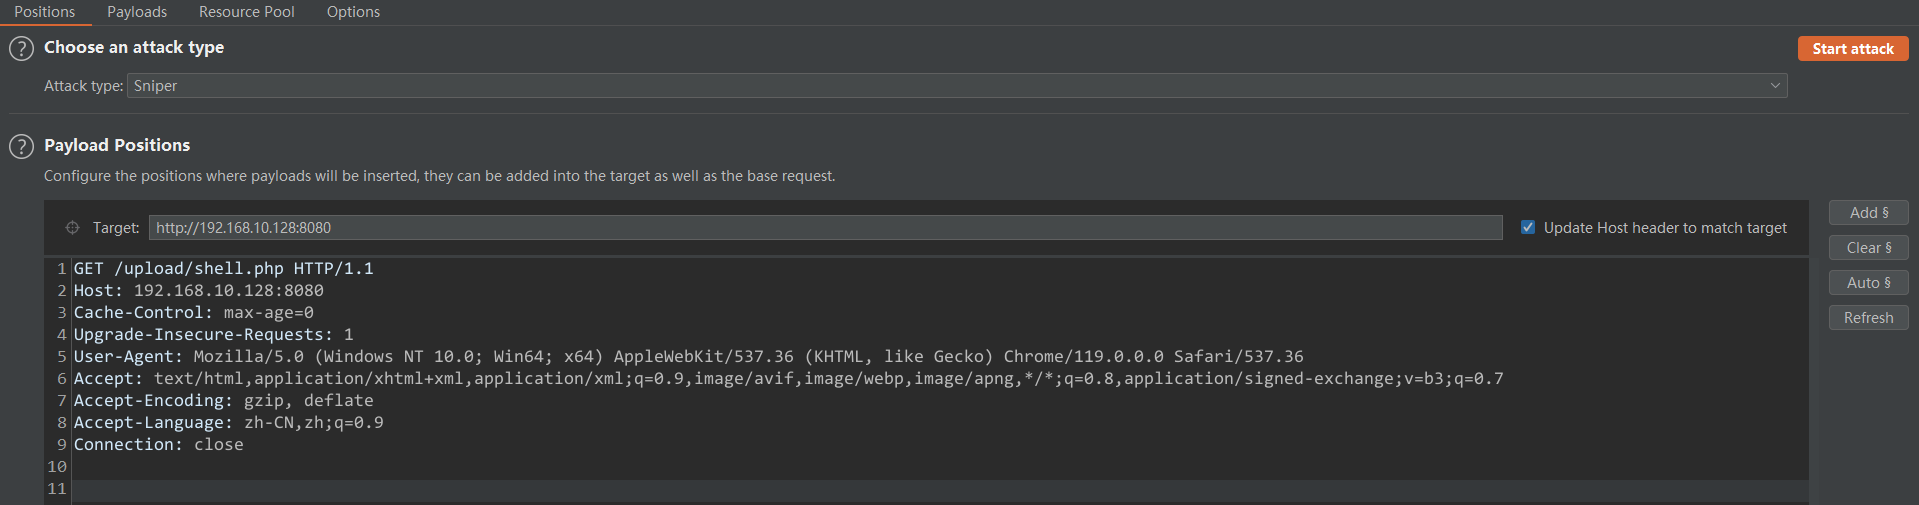 Positions Payloads Resource Pool Options
? Choose an attack type Start attack
Attack type: Sniper
? Payload Positions
Configure the positions where payloads will be inserted, they can be added into the target as well as the base request.
Target: http://192.168.10.128:8080 Update Host header to match target
Add §
Clear §
Auto §
Refresh
1 GET /upload/shell.php HTTP/1.1
2 Host: 192.168.10.128:8080
3 Cache-Control: max-age=0
4 Upgrade-Insecure-Requests: 1
5 User-Agent: Mozilla/5.0 (Windows NT 10.0; Win64; x64) AppleWebKit/537.36 (KHTML, like Gecko) Chrome/119.0.0.0 Safari/537.36
6 Accept: text/html,application/xhtml+xml,application/xml;q=0.9,image/avif,image/webp,image/apng,*/*;q=0.8,application/signed-exchange;v=b3;q=0.7
7 Accept-Encoding: gzip, deflate
8 Accept-Language: zh-CN,zh;q=0.9
9 Connection: close
10
11